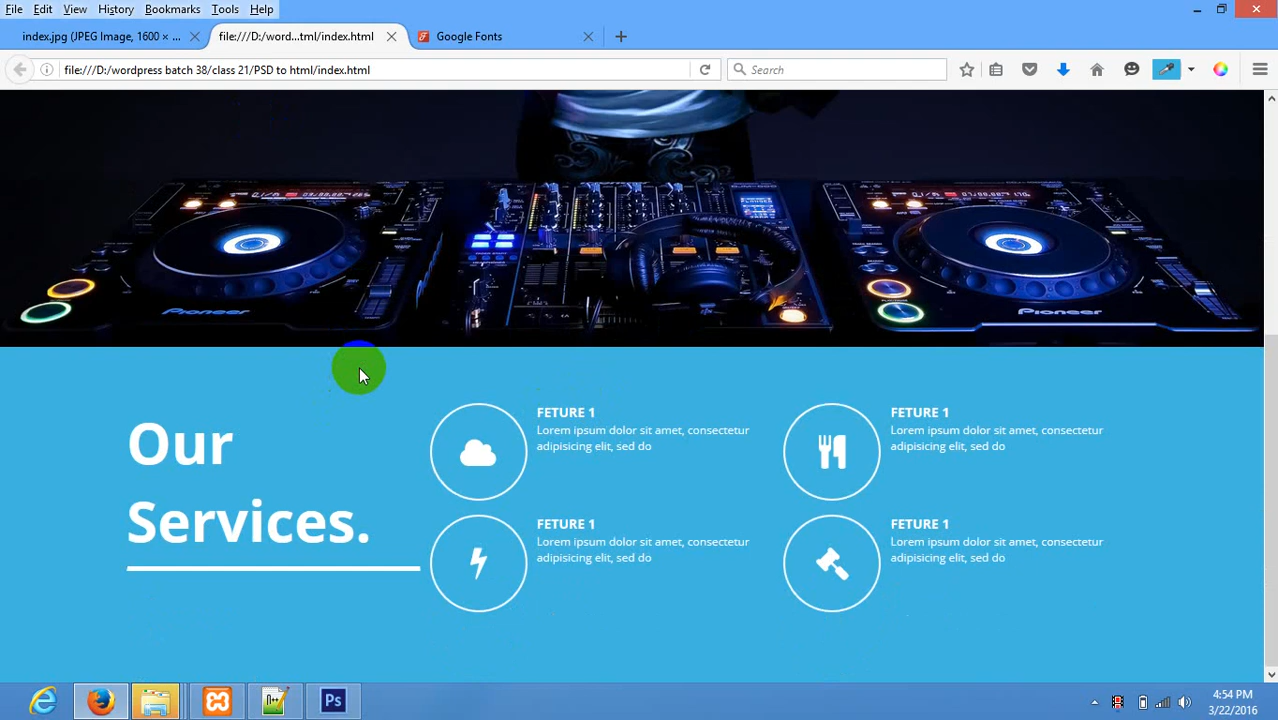 File Edit View History Bookmarks Tools Help
index.jpg (JPEG Image, 1600 × ...
file:///D:/word...tml/index.html
Google Fonts
file:///D:/wordpress batch 38/class 21/PSD to html/index.html
Search
Pioneer
Pioneer
Our
Services.
FETURE 1
Lorem ipsum dolor sit amet, consectetur
adipisicing elit, sed do
FETURE 1
Lorem ipsum dolor sit amet, consectetur
adipisicing elit, sed do
FETURE 1
Lorem ipsum dolor sit amet, consectetur
adipisicing elit, sed do
FETURE 1
Lorem ipsum dolor sit amet, consectetur
adipisicing elit, sed do
Ps
4:54 PM
3/22/2016